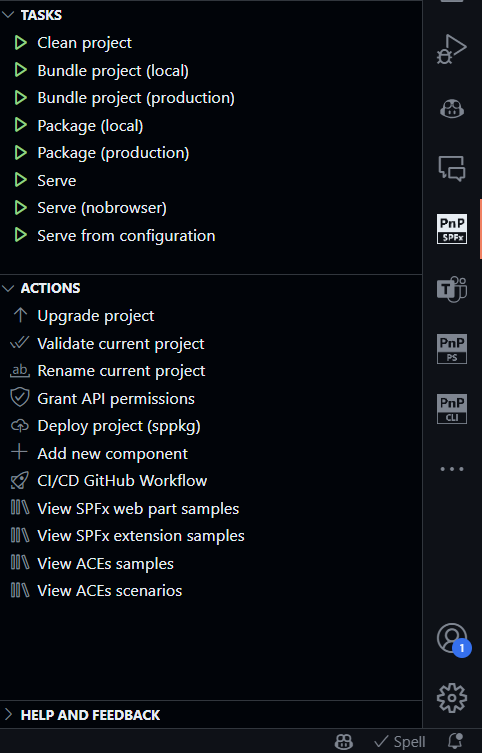 TASKS
Clean project
Bundle project (local)
Bundle project (production)
Package (local)
Package (production)
Serve
Serve (nobrowser)
Serve from configuration
ACTIONS
Upgrade project
Validate current project
ab
Rename current project
Grant API permissions
Deploy project (sppkg)
Add new component
CI/CD GitHub Workflow
View SPFx web part samples
View SPFx extension samples
View ACEs samples
View ACEs scenarios
HELP AND FEEDBACK
PnP
SPFx
T
PnP
PS
PnP
CLI
1
Spell